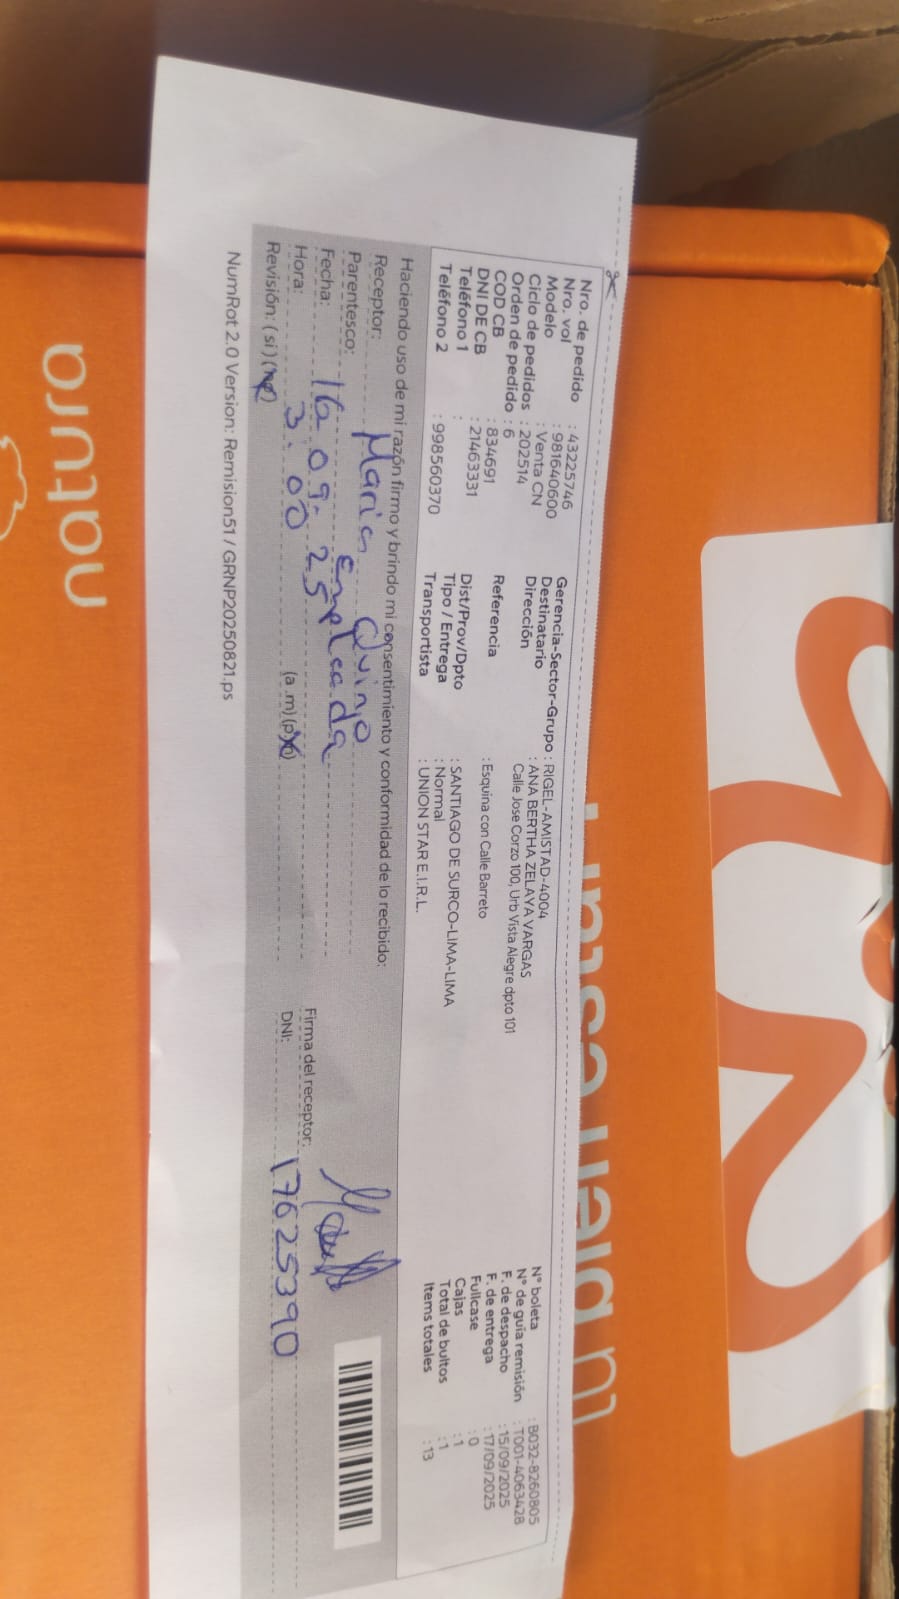 Nro. de pedido : 43225746
Nro. vol : 981640600
Modelo : Venta CN
Ciclo de pedidos : 202514
Orden de pedido : 6
COD CB : 834691
DNI DE CB : 21463331
Teléfono 1 :
Teléfono 2 : 998560370
Gerencia-Sector-Grupo : RIGEL-AMISTAD-4004
Destinatario : ANA BERTHA ZELAYA VARGAS
Dirección Calle Jose Corzo 100, Urb Vista Alegre dpto 101
Referencia : Esquina con Calle Barreto
Dist/Prov/Dpto : SANTIAGO DE SURCO-LIMA-LIMA
Tipo / Entrega : Normal
Transportista : UNION STAR E.I.R.L.
N° boleta : B032-8260805
N° de guía remisión : T001-4063428
F. de despacho : 15/09/2025
F. de entrega : 17/09/2025
Fullcase : 0
Cajas : 1
Total de bultos : 1
Items totales : 13
Haciendo uso de mi razón firmo y brindo mi consentimiento y conformidad de lo recibido:
Receptor: Maria Quino
Parentesco: Empleada
Fecha: 16.09.25
Hora: 3:00 (a.m)(p.m)
Revisión: (si)(no)
Firma del receptor:
DNI: 17625390
NumRot 2.0 Version: Remision51 / GRNP20250821.ps
natura
tu piel